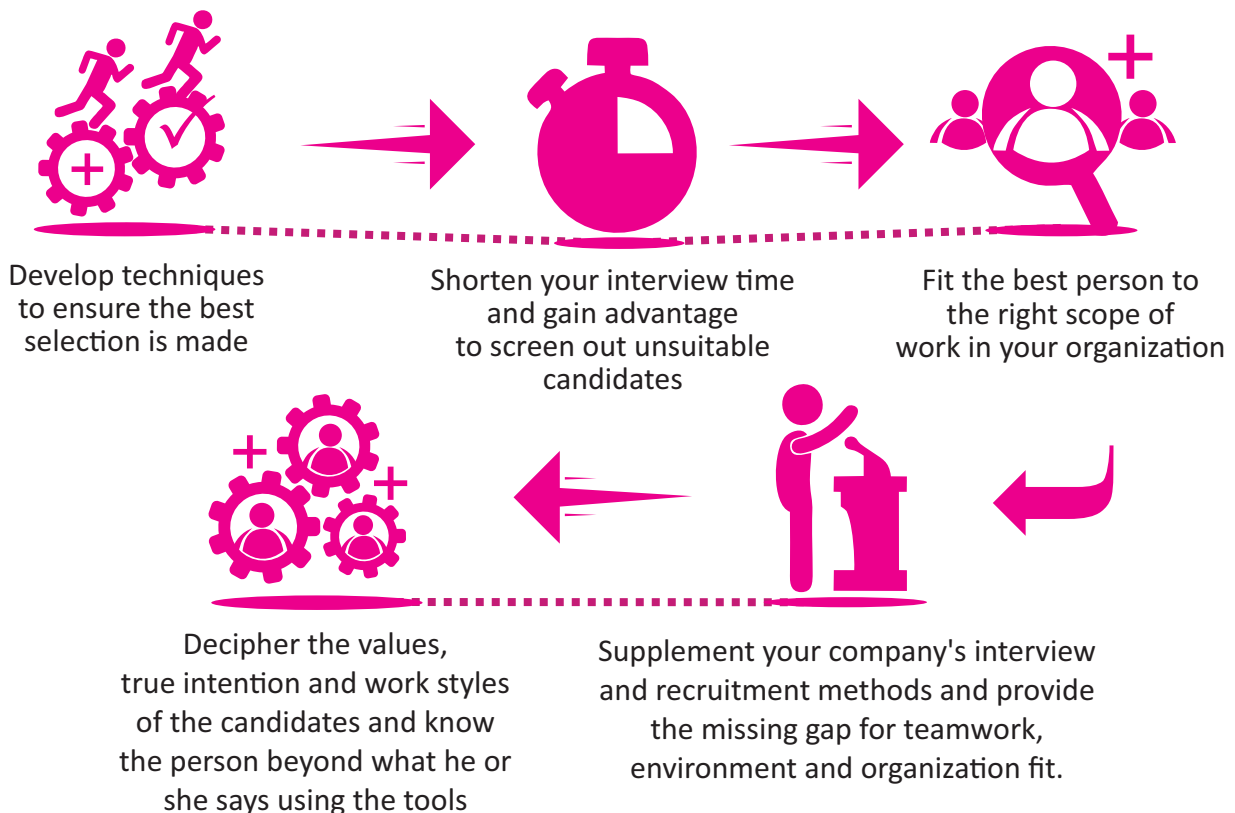 Develop techniques
to ensure the best
selection is made
Shorten your interview time
and gain advantage
to screen out unsuitable
candidates
Fit the best person to
the right scope of
work in your organization
Supplement your company's interview
and recruitment methods and provide
the missing gap for teamwork,
environment and organization fit.
Decipher the values,
true intention and work styles
of the candidates and know
the person beyond what he or
she says using the tools